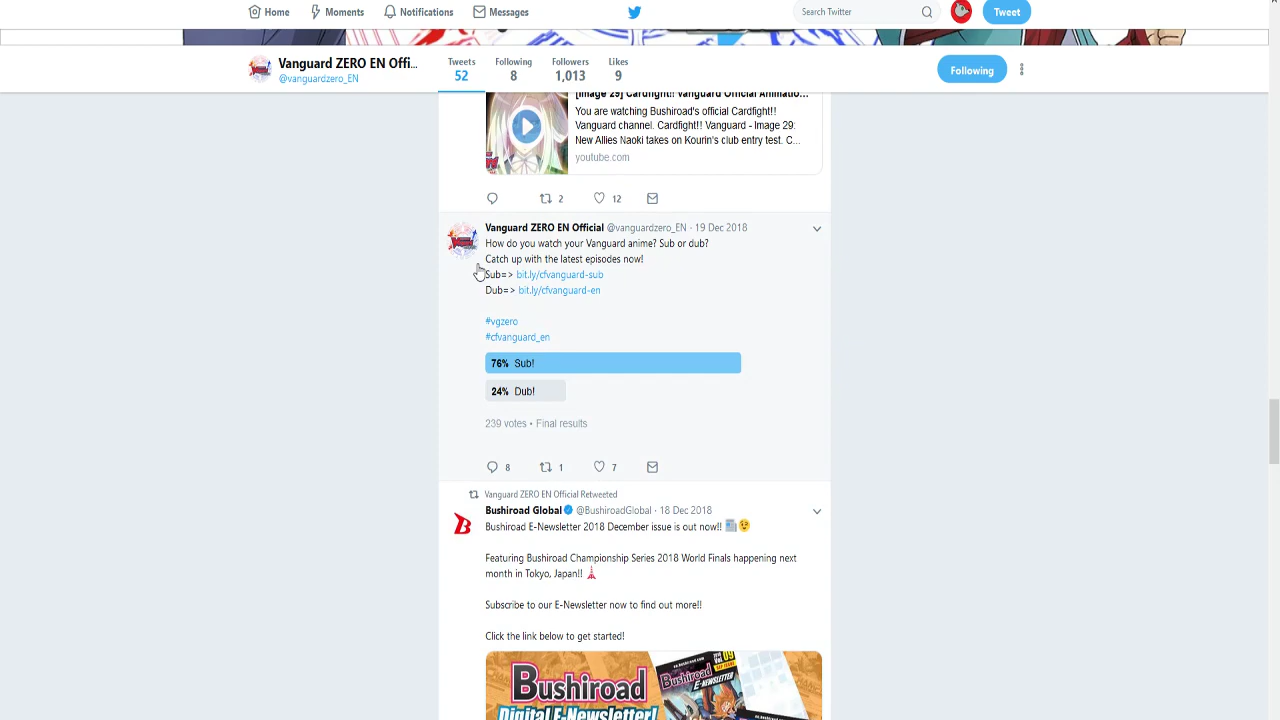 Home
Moments
Notifications
Messages
Search Twitter
Tweet
Vanguard ZERO EN Offi...
@vanguardzero_EN
Tweets
52
Following
8
Followers
1,013
Likes
9
Following
[Image 29] Cardfight!! Vanguard Official Animatio...
You are watching Bushiroad's official Cardfight!!
Vanguard channel. Cardfight!! Vanguard - Image 29:
New Allies Naoki takes on Kourin's club entry test. C...
youtube.com
2
12
Vanguard ZERO EN Official @vanguardzero_EN · 19 Dec 2018
How do you watch your Vanguard anime? Sub or dub?
Catch up with the latest episodes now!
Sub=> bit.ly/cfvanguard-sub
Dub=> bit.ly/cfvanguard-en
#vgzero
#cfvanguard_en
76% Sub!
24% Dub!
239 votes • Final results
8
1
7
Vanguard ZERO EN Official Retweeted
Bushiroad Global @BushiroadGlobal · 18 Dec 2018
Bushiroad E-Newsletter 2018 December issue is out now!!
Featuring Bushiroad Championship Series 2018 World Finals happening next
month in Tokyo, Japan!!
Subscribe to our E-Newsletter now to find out more!!
Click the link below to get started!
Bushiroad
Digital E-Newsletter!
Bushiroad
E-NEWSLETTER